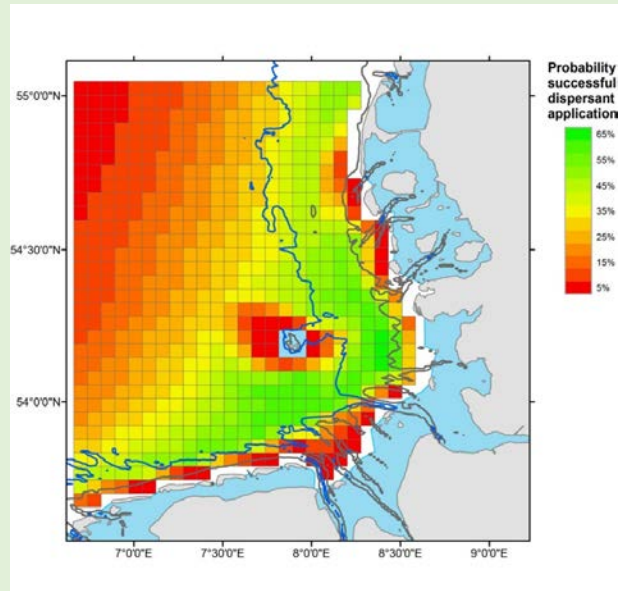 Probability
successful
dispersant
application
65%
55%
45%
35%
25%
15%
5%
55°0'0"N
54°30'0"N
54°0'0"N
7°0'0"E
7°30'0"E
8°0'0"E
8°30'0"E
9°0'0"E